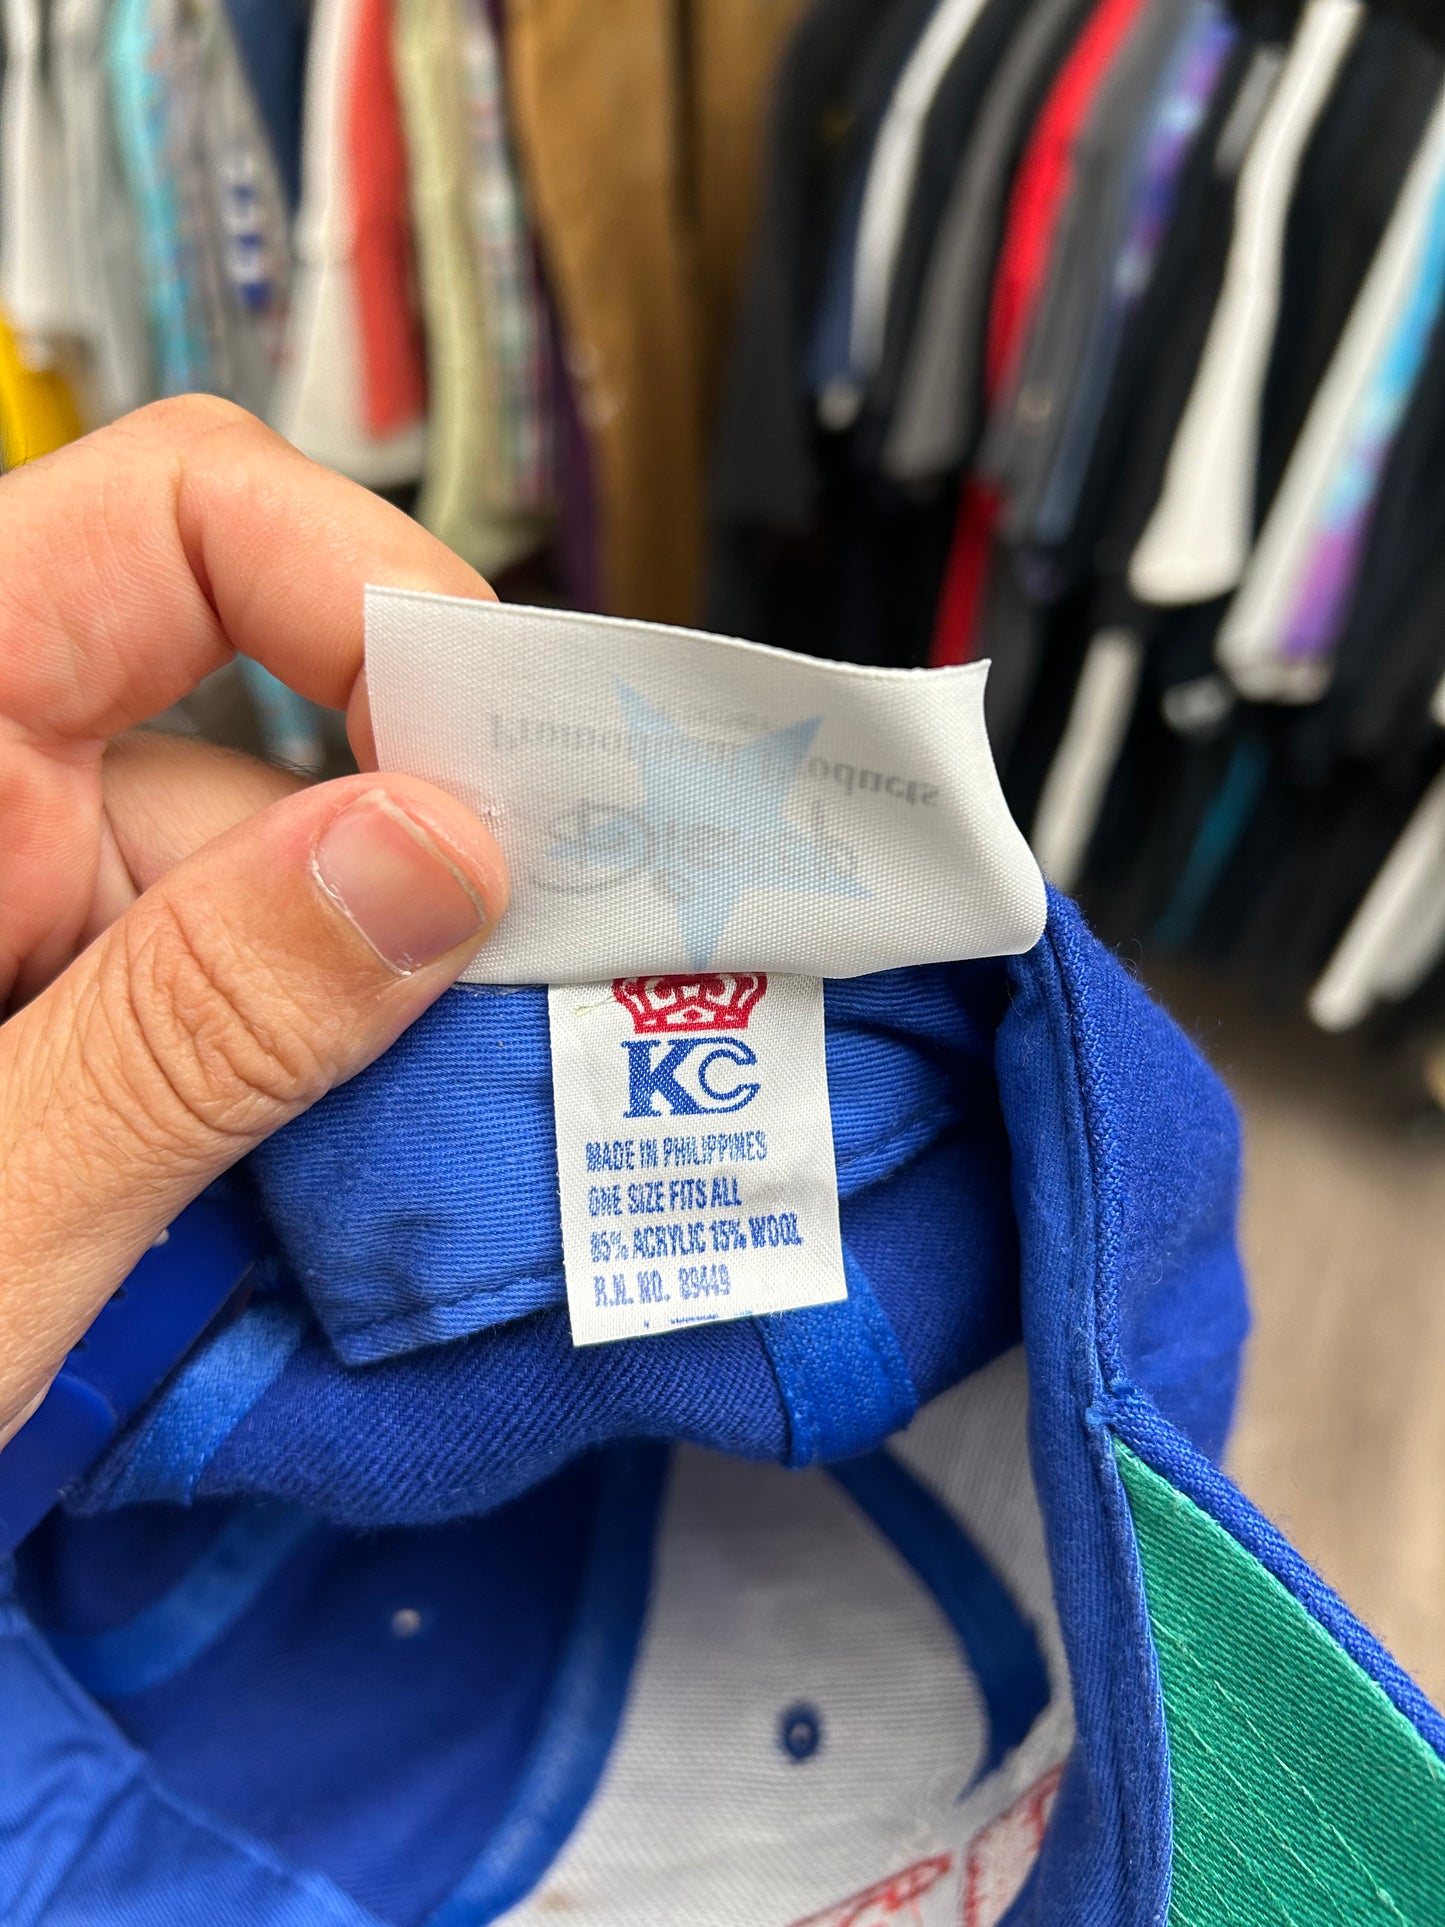 KC
MADE IN PHILIPPINES
ONE SIZE FITS ALL
85% ACRYLIC 15% WOOL
R.N. NO. 89449